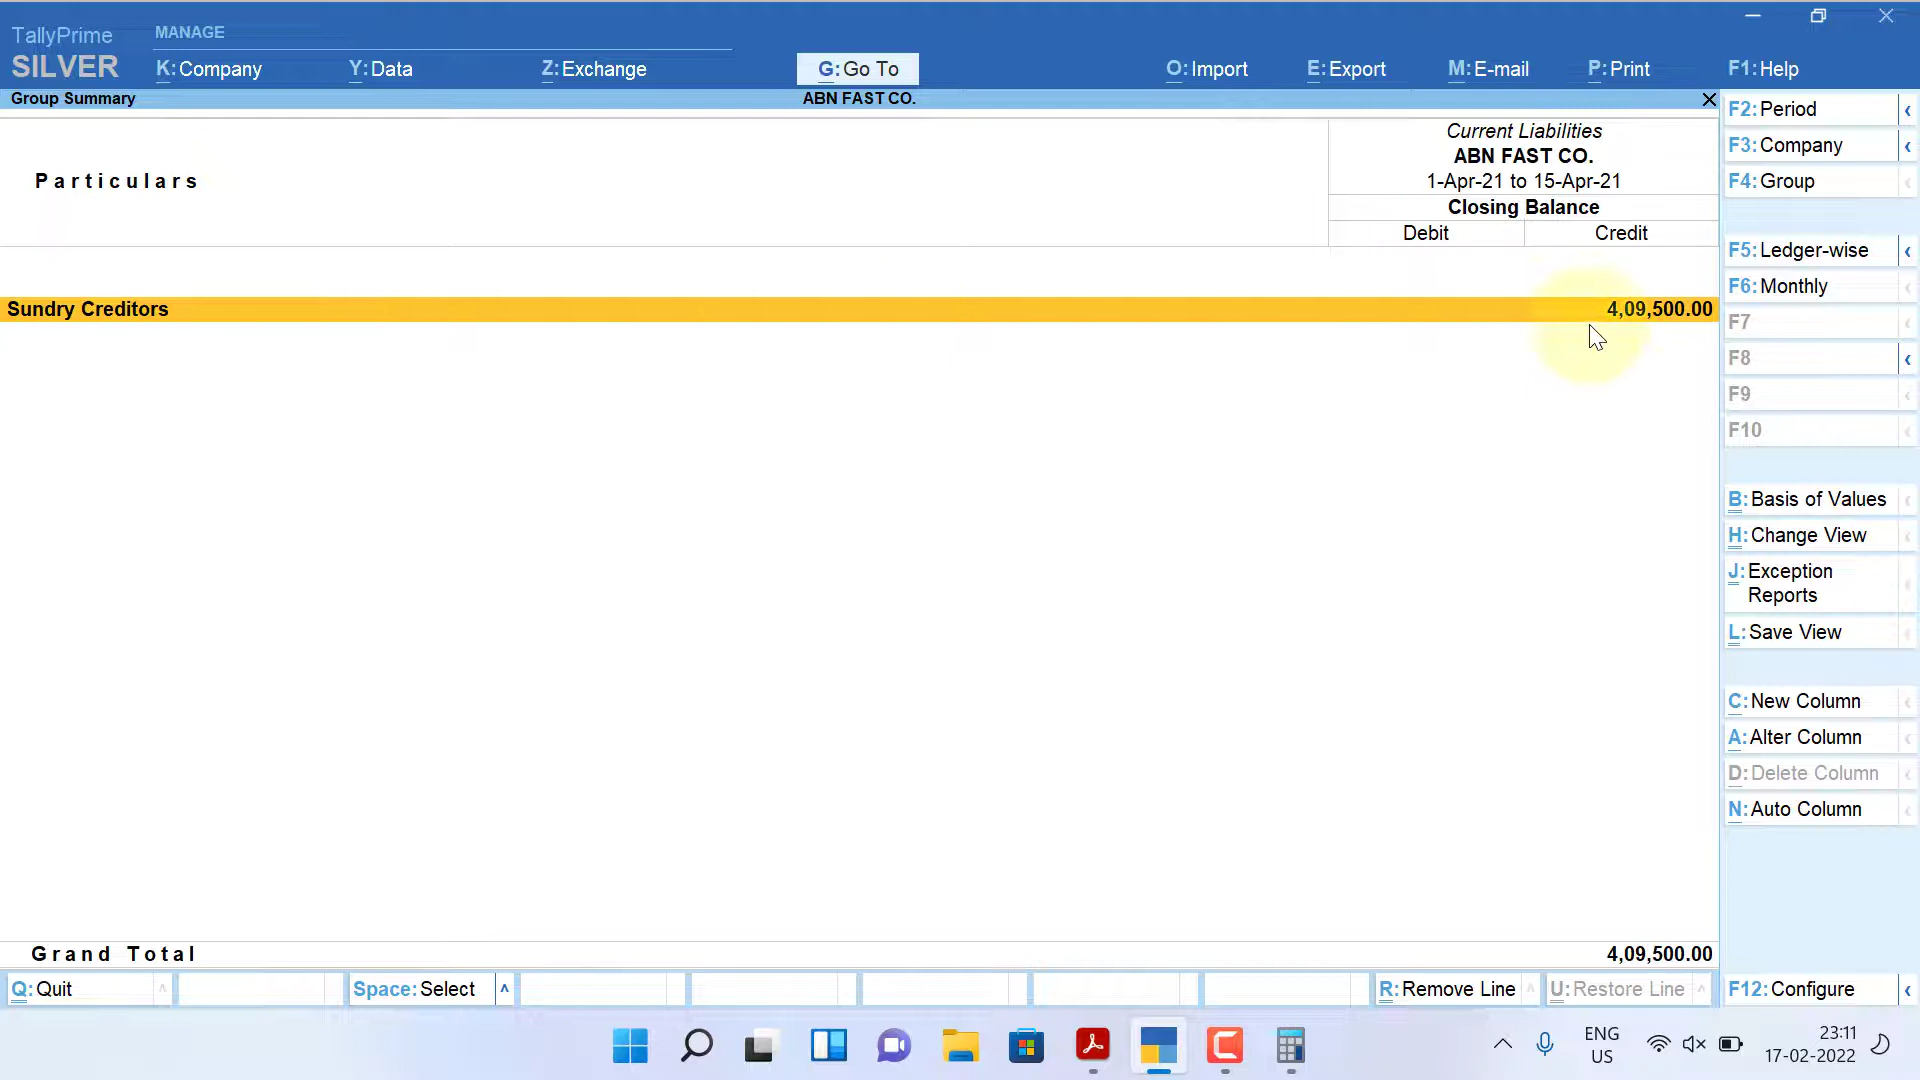 TallyPrime
SILVER
MANAGE
K:Company
Y:Data
Z:Exchange
G:Go To
O:Import
E:Export
M:E-mail
P:Print
F1:Help
Group Summary
ABN FAST CO.
Particulars
Current Liabilities
ABN FAST CO.
1-Apr-21 to 15-Apr-21
Closing Balance
Debit
Credit
Sundry Creditors
4,09,500.00
Grand Total
4,09,500.00
F2:Period
F3:Company
F4:Group
F5:Ledger-wise
F6:Monthly
F7
F8
F9
F10
B:Basis of Values
H:Change View
J:Exception
Reports
L:Save View
C:New Column
A:Alter Column
D:Delete Column
N:Auto Column
Q:Quit
Space:Select
R:Remove Line
U:Restore Line
F12:Configure
ENG
US
23:11
17-02-2022